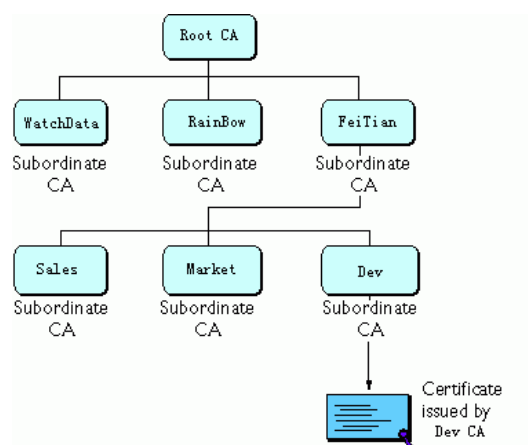 Root CA
WatchData
RainBow
FeiTian
Subordinate
CA
Subordinate
CA
Subordinate
CA
Sales
Market
Dev
Subordinate
CA
Subordinate
CA
Subordinate
CA
Certificate
issued by
Dev CA